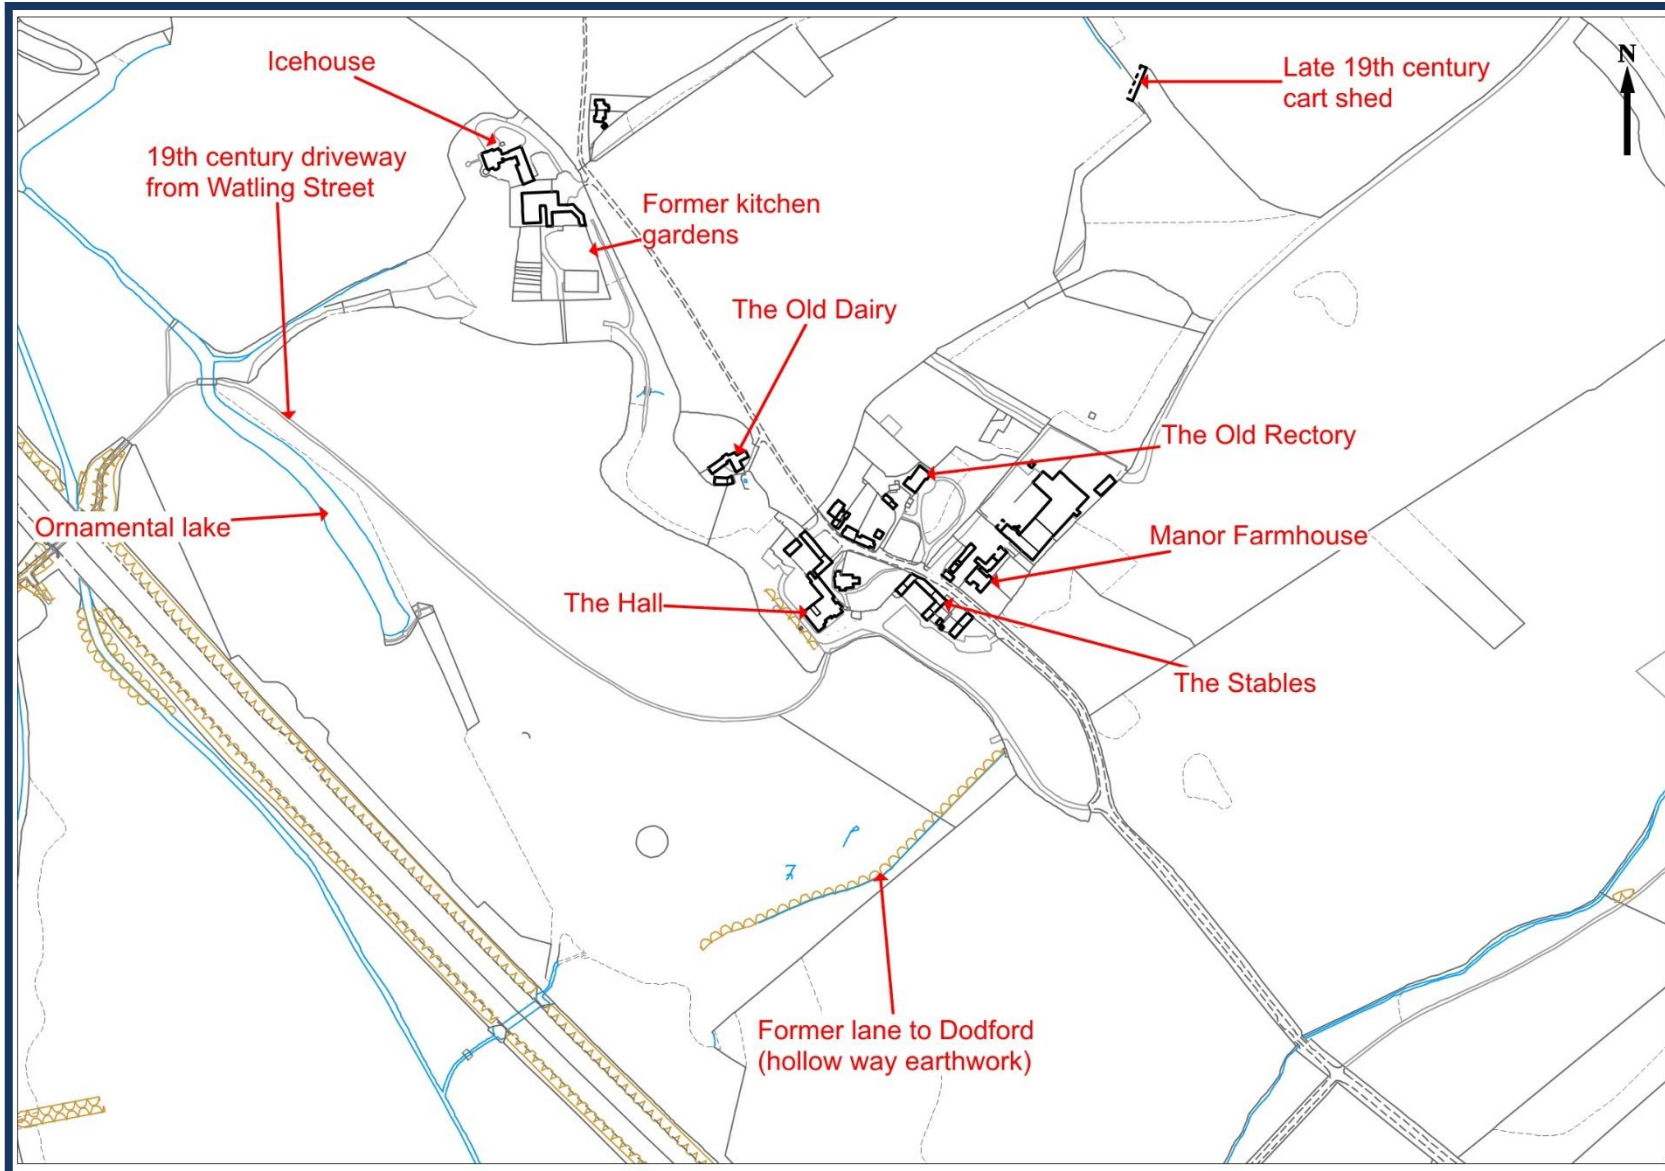 Icehouse
Late 19th century
cart shed
N
19th century driveway
from Watling Street
Former kitchen
gardens
The Old Dairy
The Old Rectory
Ornamental lake
Manor Farmhouse
The Hall
The Stables
Former lane to Dodford
(hollow way earthwork)